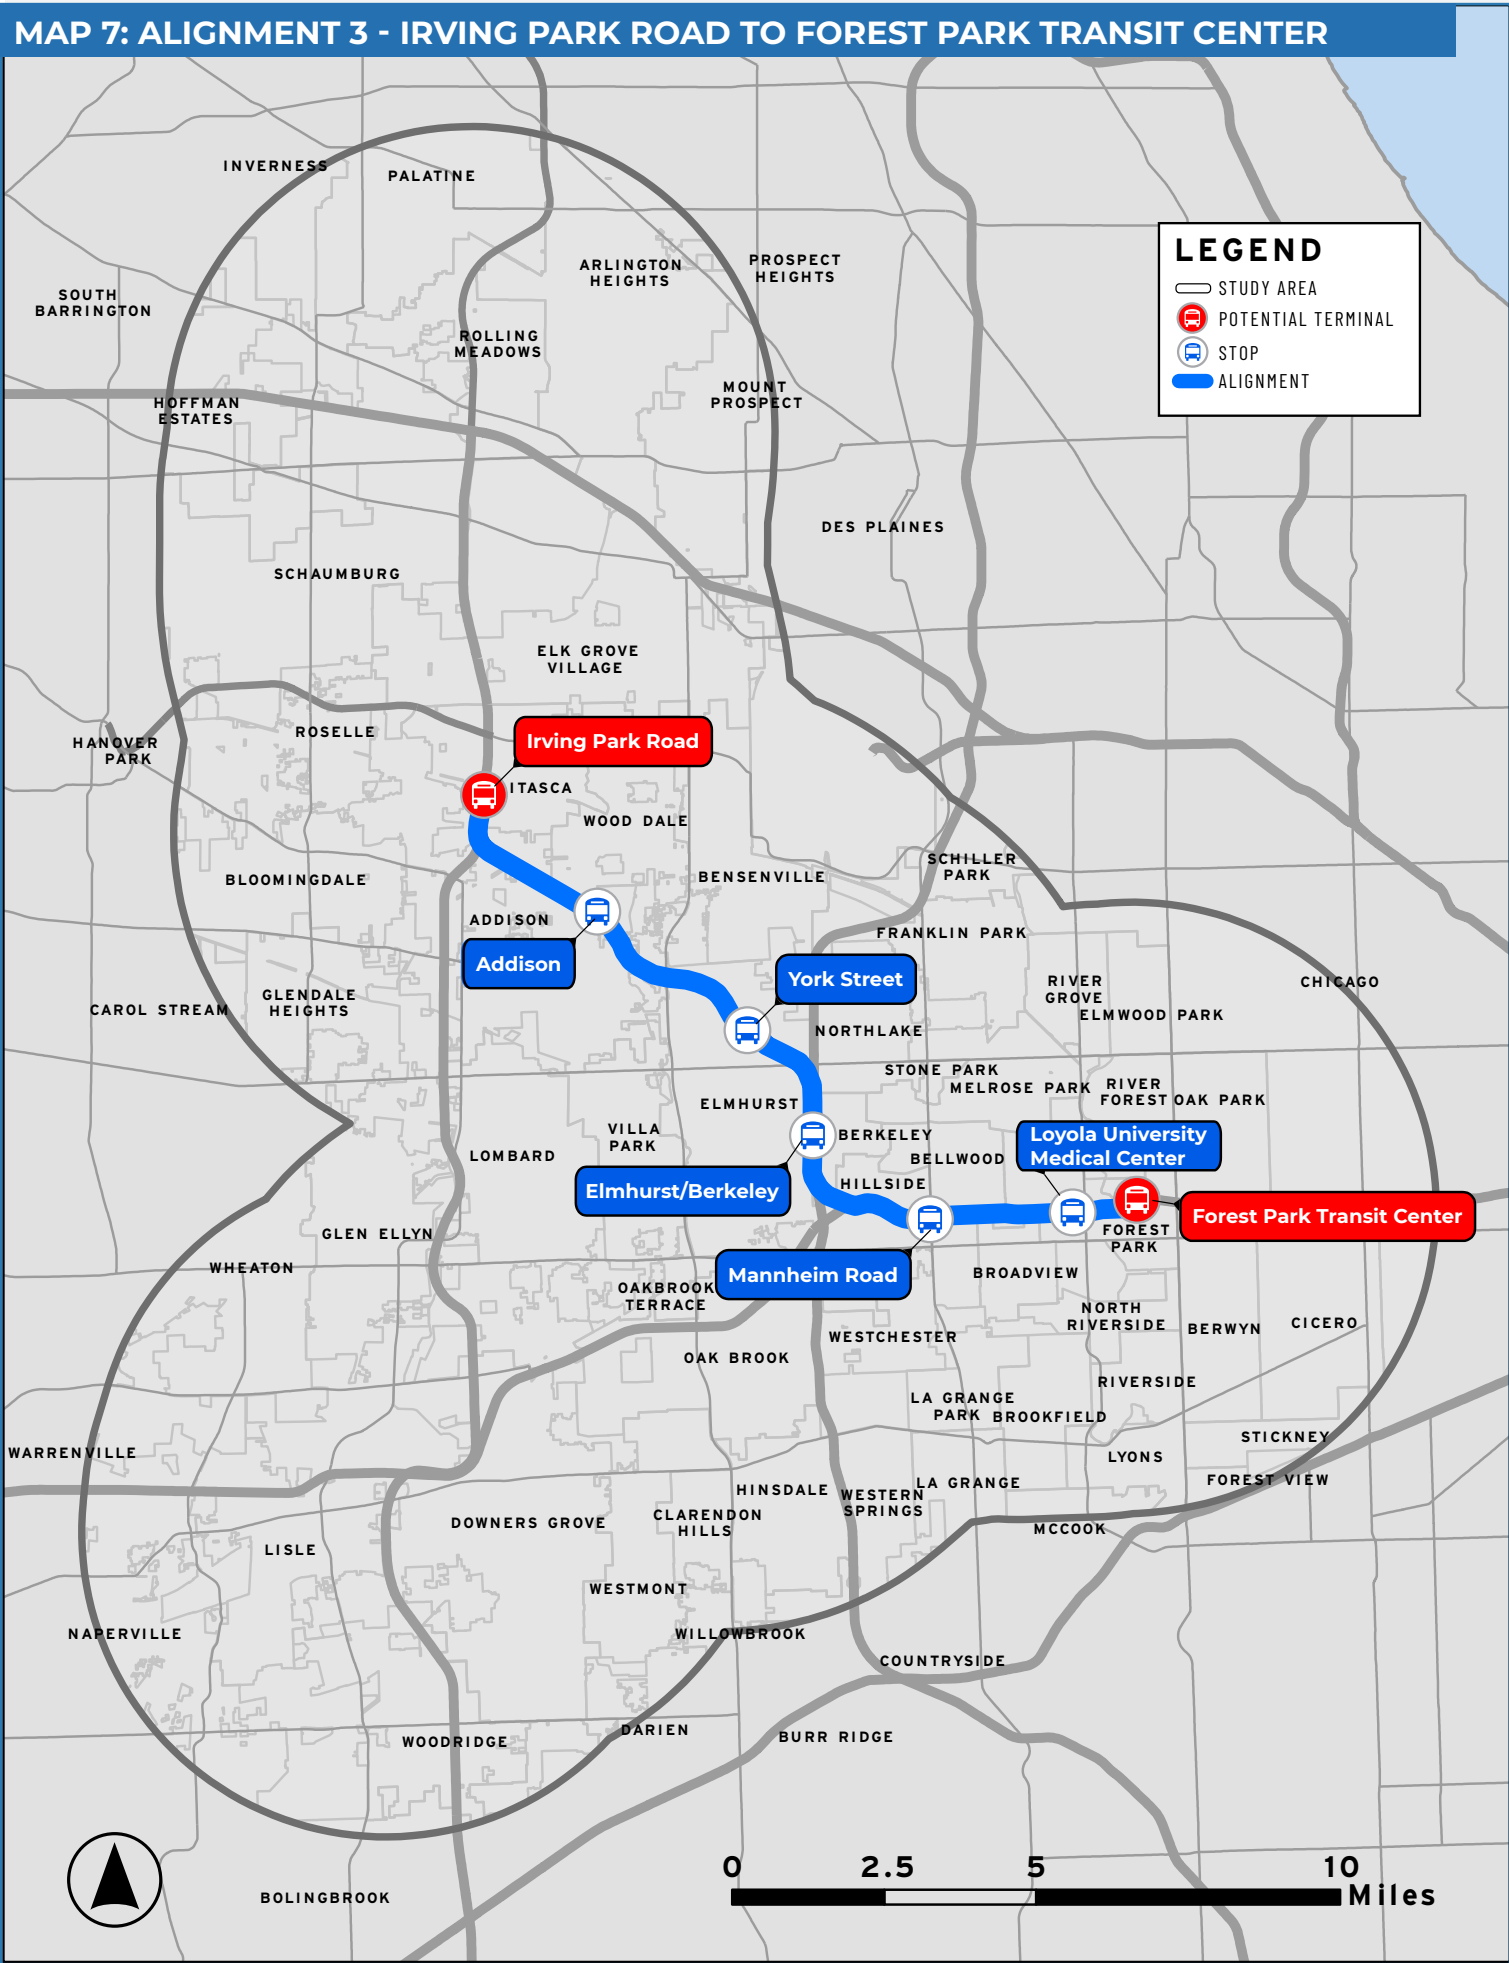 MAP 7: ALIGNMENT 3 - IRVING PARK ROAD TO FOREST PARK TRANSIT CENTER
INVERNESS
PALATINE
LEGEND
STUDY AREA
POTENTIAL TERMINAL
STOP
ALIGNMENT
ARLINGTON
HEIGHTS
PROSPECT
HEIGHTS
SOUTH
BARRINGTON
ROLLING
MEADOWS
MOUNT
PROSPECT
HOFFMAN
ESTATES
DES PLAINES
SCHAUMBURG
ELK GROVE
VILLAGE
ROSELLE
HANOVER
PARK
Irving Park Road
ITASCA
WOOD DALE
SCHILLER
PARK
BLOOMINGDALE
BENSENVILLE
ADDISON
FRANKLIN PARK
Addison
York Street
RIVER
GROVE
CHICAGO
CAROL STREAM
GLENDALE
HEIGHTS
ELMWOOD PARK
NORTHLAKE
STONE PARK
MELROSE PARK
RIVER
FOREST
OAK PARK
ELMHURST
VILLA
PARK
BERKELEY
Loyola University
Medical Center
LOMBARD
BELLWOOD
Elmhurst/Berkeley
HILLSIDE
Forest Park Transit Center
GLEN ELLYN
FOREST
PARK
WHEATON
Mannheim Road
BROADVIEW
OAKBROOK
TERRACE
NORTH
RIVERSIDE
BERWYN
CICERO
WESTCHESTER
OAK BROOK
RIVERSIDE
LA GRANGE
PARK
BROOKFIELD
STICKNEY
WARRENVILLE
LYONS
FOREST VIEW
LA GRANGE
HINSDALE
WESTERN
SPRINGS
DOWNERS GROVE
CLARENDON
HILLS
MCCOOK
LISLE
WESTMONT
NAPERVILLE
WILLOWBROOK
COUNTRYSIDE
DARIEN
BURR RIDGE
WOODRIDGE
0 2.5 5 10
Miles
BOLINGBROOK